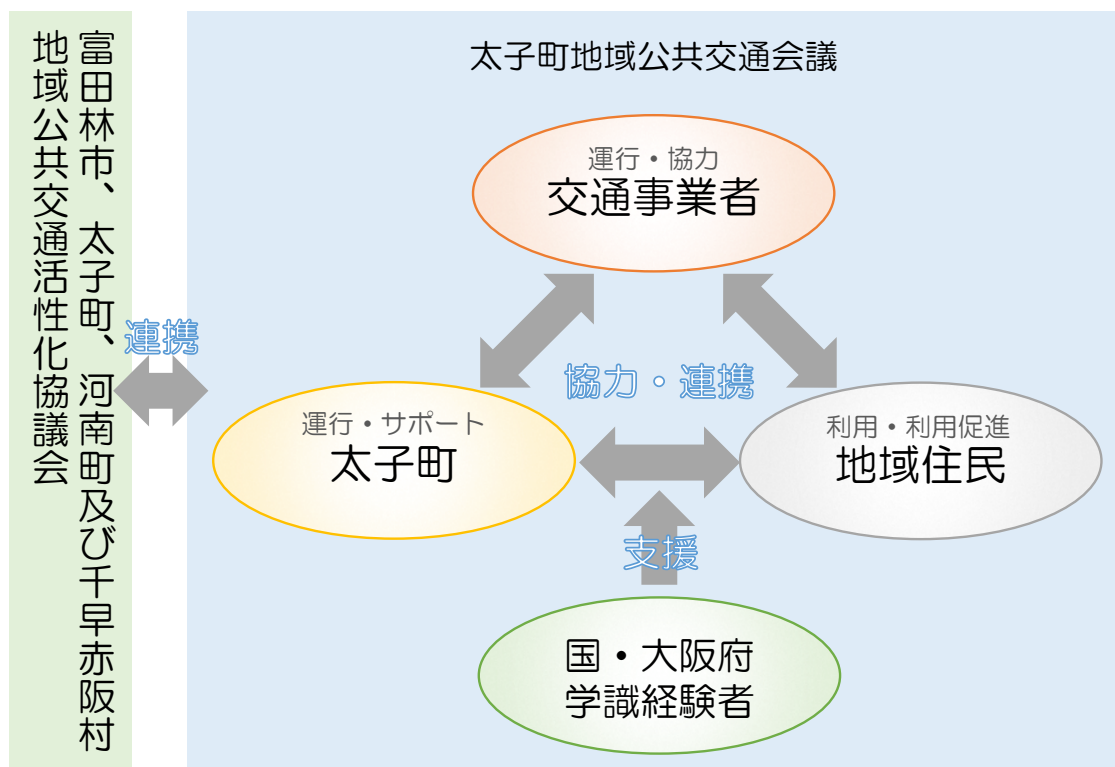 富田林市、太子町、河南町及び千早赤阪村
地域公共交通活性化協議会
連携
太子町地域公共交通会議
運行・協力
交通事業者
協力・連携
運行・サポート
太子町
利用・利用促進
地域住民
支援
国・大阪府
学識経験者